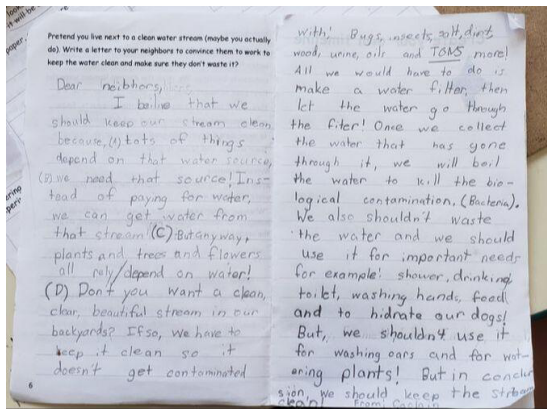 Pretend you live next to a clean water stream (maybe you actually
do). Write a letter to your neighbors to convince them to work to
keep the water clean and make sure they don't waste it?
Dear neibhors,
I bailive that we
should keep our stream clean
because, (A) Lots of things
depend on that water source,
(B) we need that source! Ins-
tead of paying for water,
we can get water from
that stream (C) But anyway,
plants and trees and flowers
all rely/depend on water!
(D) Don't you want a clean,
clear, beautiful stream in our
backyards? If so, we have to
keep it clean so it
doesn't get contaminated
6
with: Bugs, insects, salt, dirt
wood, urine, oils and TONS more!
All we would have to do is
make a water filter, then
let the water go through
the fiter! Once we collect
the water that has gone
through it, we will boil
the water to kill the bio-
logical contamination. (Bacteria).
We also shouldn't waste
the water and we should
use it for important needs
for example: shower, drinking,
toilet, washing hands, food,
and to hidrate our dogs!
But, we shouldn't use it
for washing cars and for wat-
ering plants! But in conclu-
sion, we should keep the stream
clean!
From:
paper.